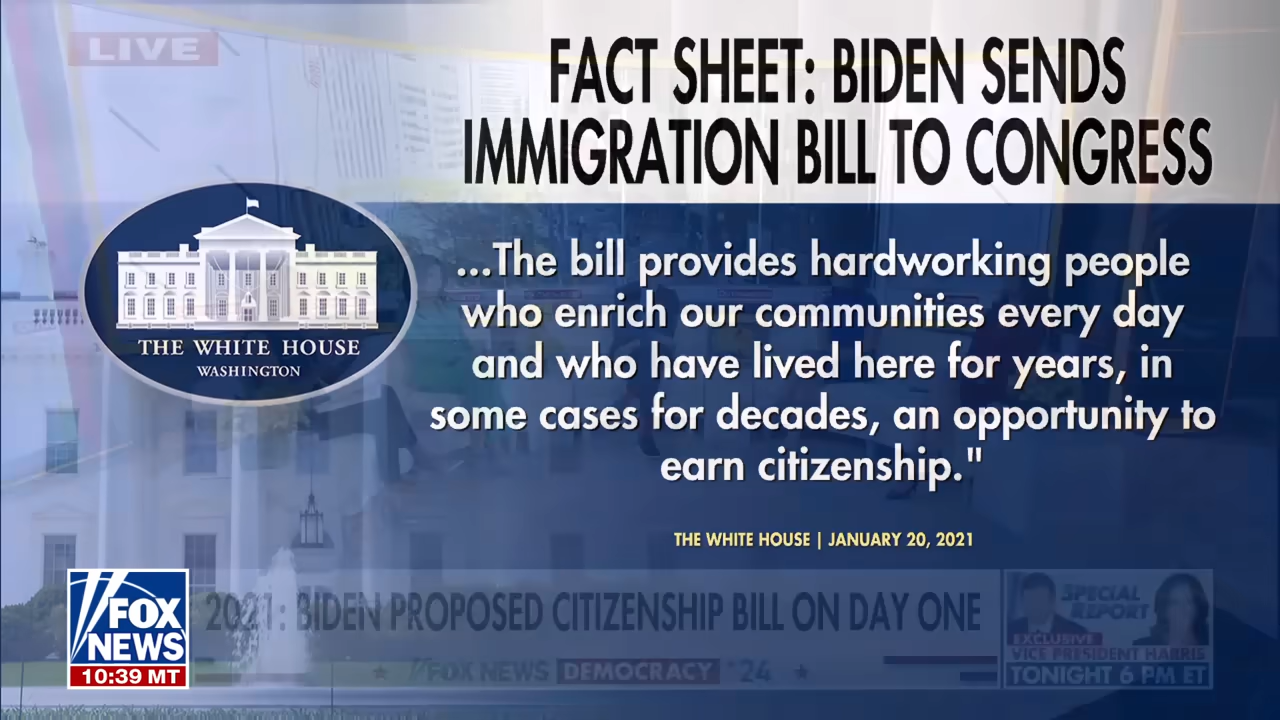 LIVE
FACT SHEET: BIDEN SENDS
IMMIGRATION BILL TO CONGRESS
THE WHITE HOUSE
WASHINGTON
...The bill provides hardworking people
who enrich our communities every day
and who have lived here for years, in
some cases for decades, an opportunity to
earn citizenship."
THE WHITE HOUSE | JANUARY 20, 2021
FOX
NEWS
10:39 MT
2021: BIDEN PROPOSED CITIZENSHIP BILL ON DAY ONE
FOX NEWS DEMOCRACY '24
SPECIAL
REPORT
EXCLUSIVE
VICE PRESIDENT HARRIS
TONIGHT 6 PM ET